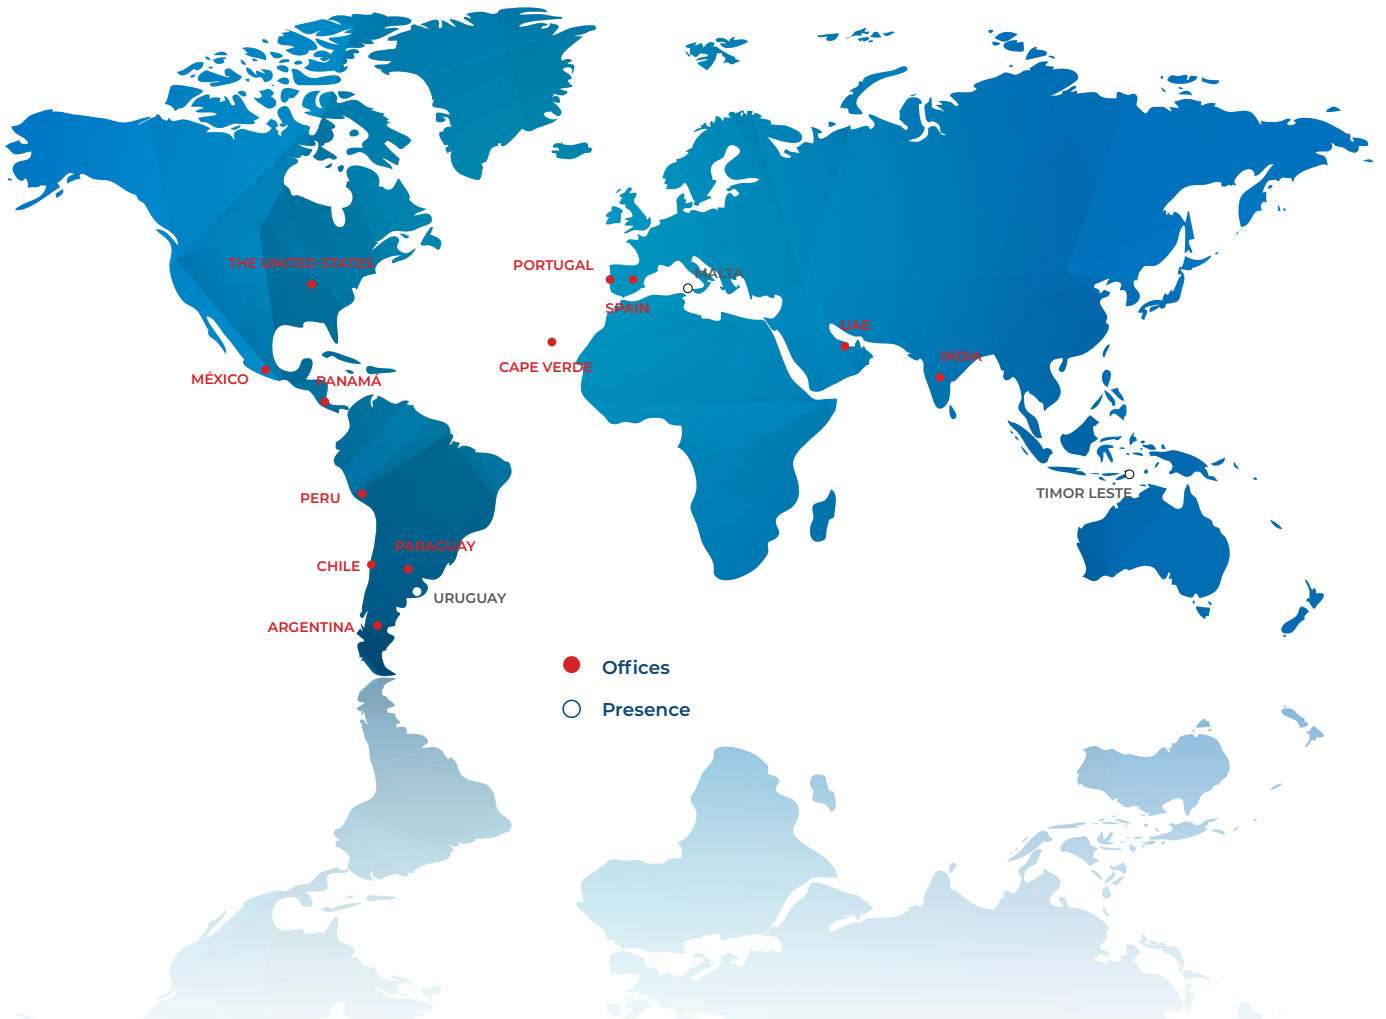 THE UNITED STATES
PORTUGAL
MALTA
SPAIN
UAE
INDIA
CAPE VERDE
MÉXICO
PANAMÁ
PERU
TIMOR LESTE
PARAGUAY
CHILE
URUGUAY
ARGENTINA
Offices
Presence